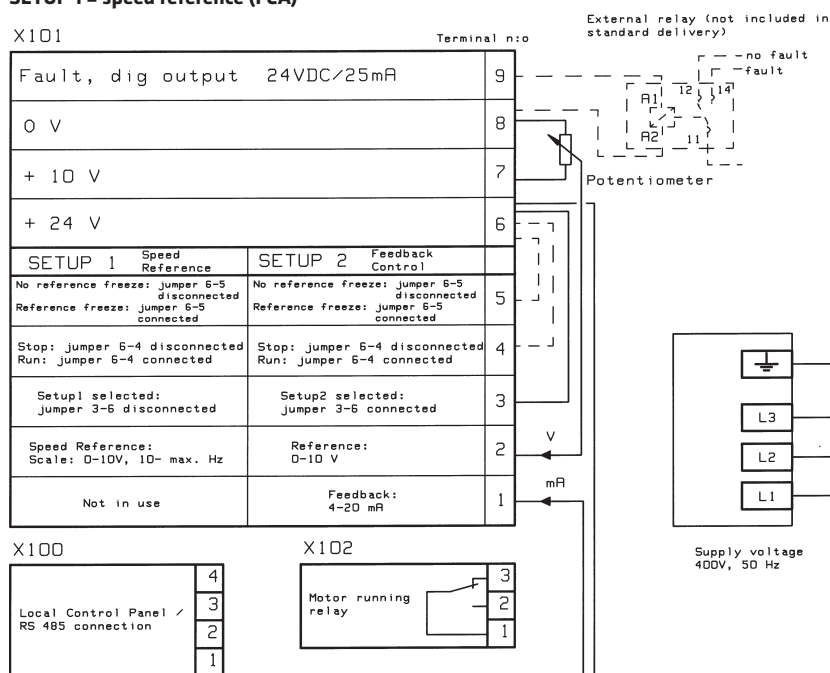 SETUP 1 = speed reference (PCA)
X101
Terminal n:o
External relay (not included in
standard delivery)
no fault
fault
Fault, dig output 24VDC/25mA
9
A1
12
14
A2
11
0 V
8
+ 10 V
7
Potentiometer
+ 24 V
6
SETUP 1 Speed
Reference
SETUP 2 Feedback
Control
No reference freeze: jumper 6-5
disconnected
Reference freeze: jumper 6-5
connected
No reference freeze: jumper 6-5
disconnected
Reference freeze: jumper 6-5
connected
5
Stop: jumper 6-4 disconnected
Run: jumper 6-4 connected
Stop: jumper 6-4 disconnected
Run: jumper 6-4 connected
4
Setup1 selected:
jumper 3-6 disconnected
Setup2 selected:
jumper 3-6 connected
3
Speed Reference:
Scale: 0-10V, 10- max. Hz
Reference:
0-10 V
2
V
Not in use
Feedback:
4-20 mA
1
mA
L3
L2
L1
Supply voltage
400V, 50 Hz
X100
Local Control Panel /
RS 485 connection
4
3
2
1
X102
Motor running
relay
3
2
1